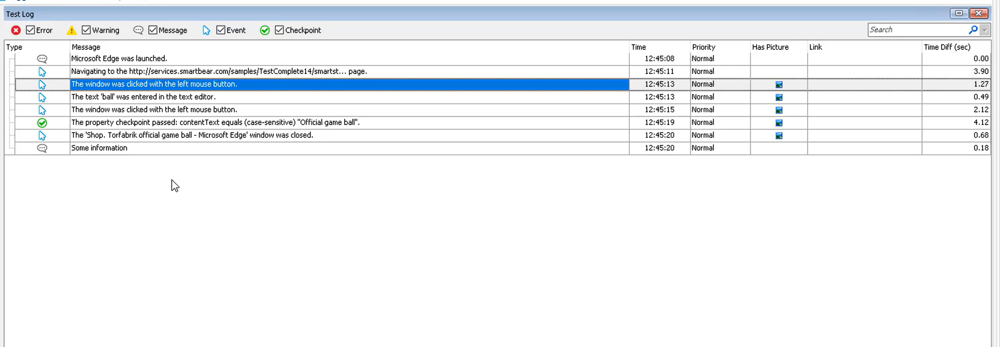 Test Log
Error Warning Message Event Checkpoint Search
Type Message Time Priority Has Picture Link Time Diff (sec)
Microsoft Edge was launched. 12:45:08 Normal 0.00
Navigating to the http://services.smartbear.com/samples/TestComplete14/smartst... page. 12:45:11 Normal 3.90
The window was clicked with the left mouse button. 12:45:13 Normal 1.27
The text 'ball' was entered in the text editor. 12:45:13 Normal 0.49
The window was clicked with the left mouse button. 12:45:15 Normal 2.12
The property checkpoint passed: contentText equals (case-sensitive) "Official game ball". 12:45:19 Normal 4.12
The 'Shop. Torfabrik official game ball - Microsoft Edge' window was closed. 12:45:20 Normal 0.68
Some information 12:45:20 Normal 0.18